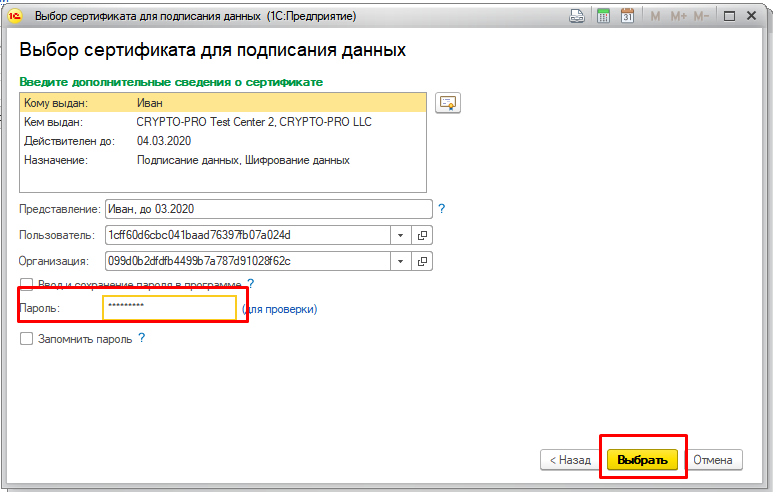 Выбор сертификата для подписания данных (1С:Предприятие)
31 M M+ M-
Выбор сертификата для подписания данных
Введите дополнительные сведения о сертификате
Кому выдан: Иван
Кем выдан: CRYPTO-PRO Test Center 2, CRYPTO-PRO LLC
Действителен до: 04.03.2020
Назначение: Подписание данных, Шифрование данных
Представление: Иван, до 03.2020 ?
Пользователь: 1cff60d6cbc041baad76397fb07a024d
Организация: 099d0b2dfdfb4499b7a787d91028f62c
Ввод и сохранение пароля в программе ?
Пароль: ********* (для проверки)
Запомнить пароль ?
< Назад Выбрать Отмена